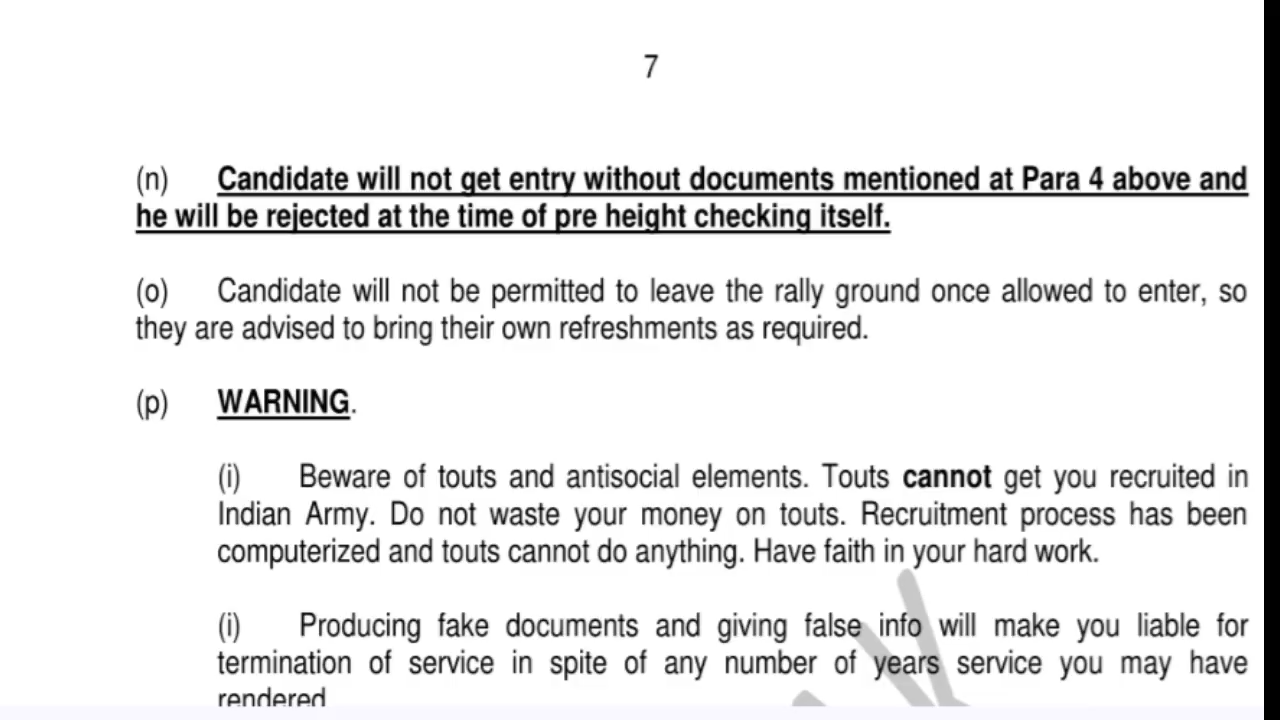 7
(n) Candidate will not get entry without documents mentioned at Para 4 above and
he will be rejected at the time of pre height checking itself.
(o) Candidate will not be permitted to leave the rally ground once allowed to enter, so
they are advised to bring their own refreshments as required.
(p) WARNING.
(i) Beware of touts and antisocial elements. Touts cannot get you recruited in
Indian Army. Do not waste your money on touts. Recruitment process has been
computerized and touts cannot do anything. Have faith in your hard work.
(i) Producing fake documents and giving false info will make you liable for
termination of service in spite of any number of years service you may have
rendered